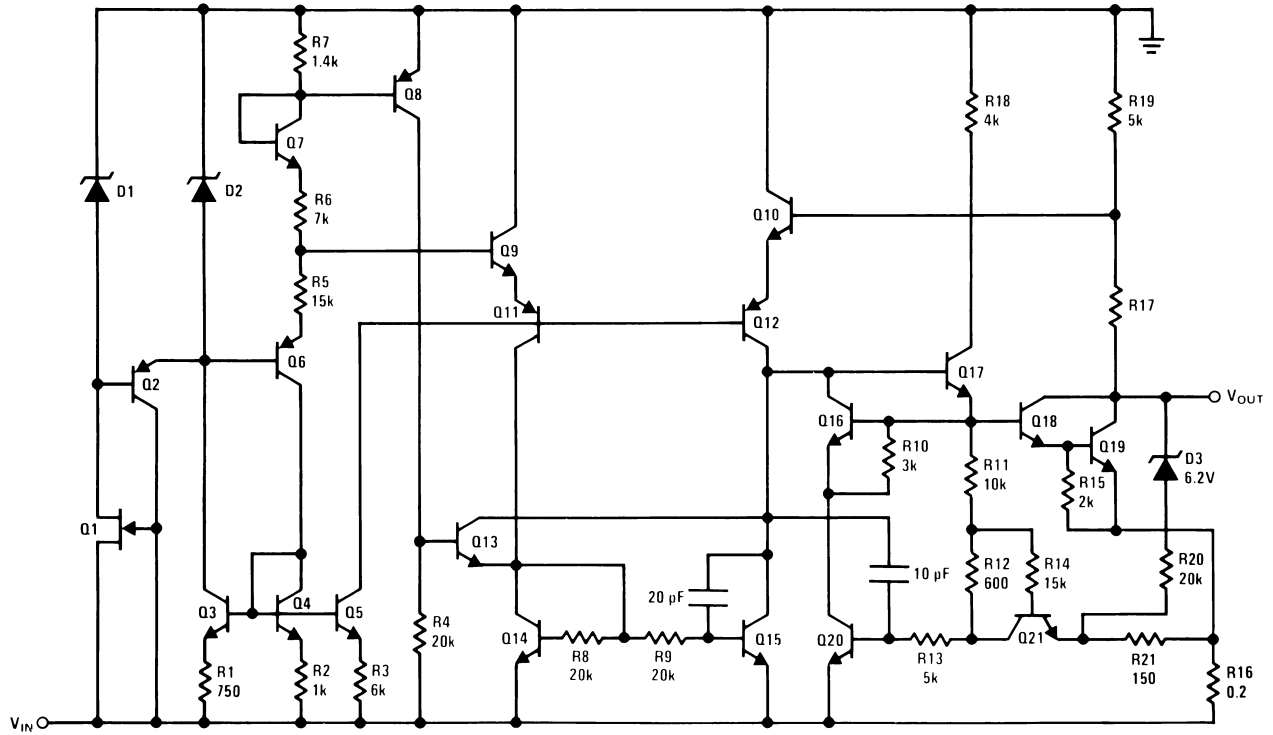 R7
1.4k
Q8
R18
4k
R19
5k
Q7
D1
D2
R6
7k
Q10
Q9
R5
15k
Q11
Q12
R17
Q6
Q2
Q17
VOUT
Q16
Q18
R10
3k
Q19
R11
10k
R15
2k
D3
6.2V
Q1
Q13
10 pF
R12
600
R14
15k
R20
20k
20 pF
Q3
Q4
Q5
R4
20k
Q14
R8
20k
R9
20k
Q15
Q20
R13
5k
Q21
R21
150
R16
0.2
R1
750
R2
1k
R3
6k
VIN